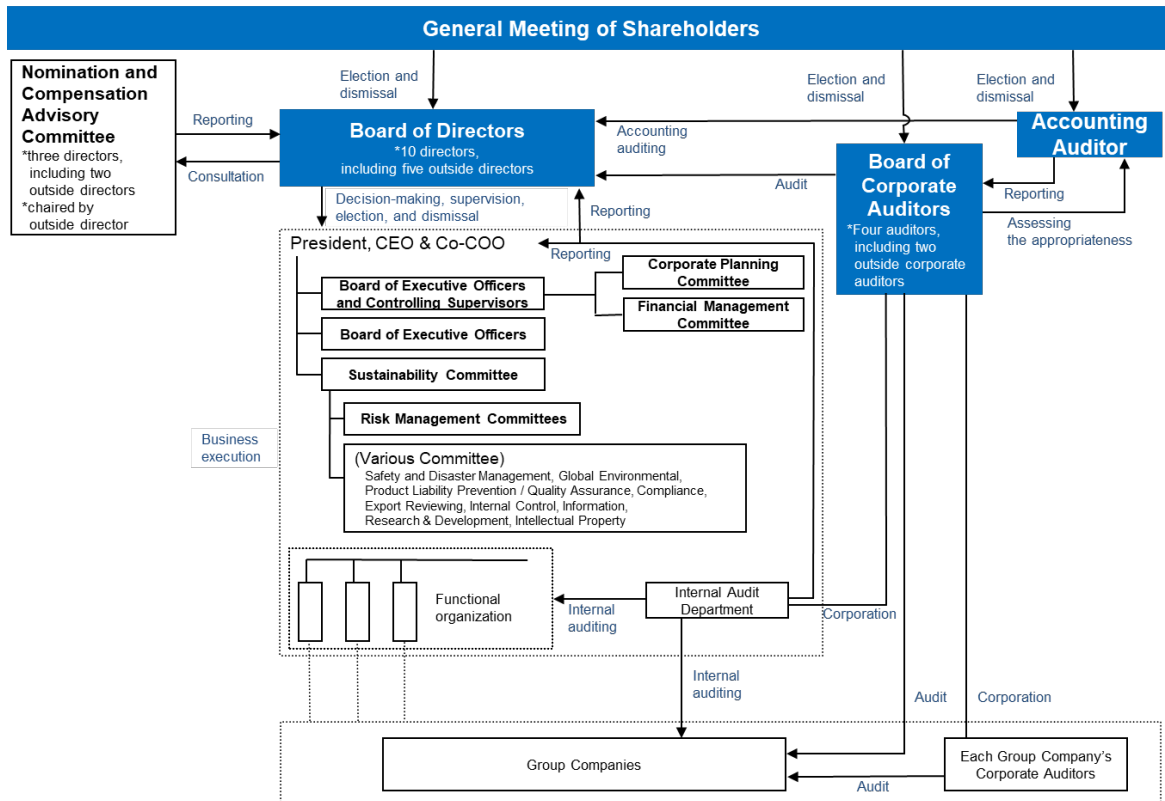 General Meeting of Shareholders
Nomination and
Compensation
Advisory
Committee
*three directors,
including two
outside directors
*chaired by
outside director
Reporting
Consultation
Election and
dismissal
Board of Directors
*10 directors,
including five outside directors
Election and
dismissal
Election and
dismissal
Accounting
auditing
Accounting
Auditor
Audit
Board of
Corporate
Auditors
*Four auditors,
including two
outside corporate
auditors
Reporting
Assessing
the appropriateness
Decision-making, supervision,
election, and dismissal
Reporting
President, CEO & Co-COO
Reporting
Board of Executive Officers
and Controlling Supervisors
Corporate Planning
Committee
Financial Management
Committee
Board of Executive Officers
Sustainability Committee
Risk Management Committees
Business
execution
(Various Committee)
Safety and Disaster Management, Global Environmental,
Product Liability Prevention / Quality Assurance, Compliance,
Export Reviewing, Internal Control, Information,
Research & Development, Intellectual Property
Functional
organization
Internal
auditing
Internal Audit
Department
Corporation
Internal
auditing
Audit
Corporation
Group Companies
Audit
Each Group Company's
Corporate Auditors